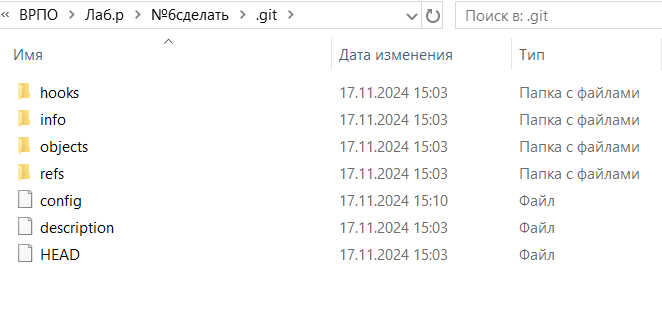 « ВРПО › Лаб.р › №6сделать › .git Поиск в: .git
Имя Дата изменения Тип
hooks 17.11.2024 15:03 Папка с файлами
info 17.11.2024 15:03 Папка с файлами
objects 17.11.2024 15:03 Папка с файлами
refs 17.11.2024 15:03 Папка с файлами
config 17.11.2024 15:10 Файл
description 17.11.2024 15:03 Файл
HEAD 17.11.2024 15:03 Файл